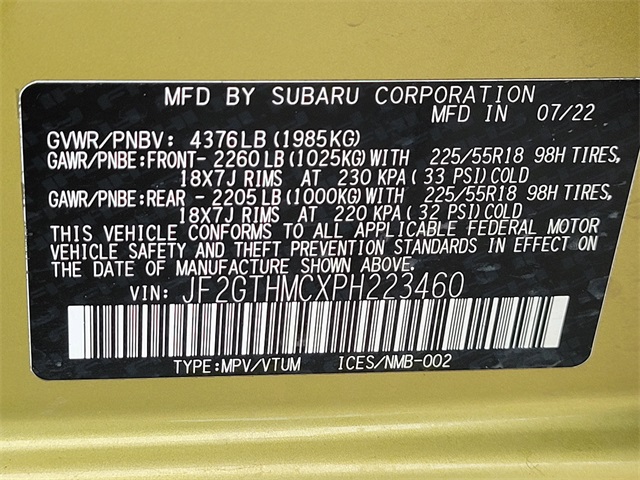 MFD BY SUBARU CORPORATION
MFD IN 07/22
GVWR/PNBV: 4376LB (1985KG)
GAWR/PNBE:FRONT- 2260LB (1025KG) WITH 225/55R18 98H TIRES,
18X7J RIMS AT 230 KPA ( 33 PSI) COLD
GAWR/PNBE:REAR - 2205LB (1000KG) WITH 225/55R18 98H TIRES,
18X7J RIMS AT 220 KPA ( 32 PSI) COLD
THIS VEHICLE CONFORMS TO ALL APPLICABLE FEDERAL MOTOR
VEHICLE SAFETY AND THEFT PREVENTION STANDARDS IN EFFECT ON
THE DATE OF MANUFACTURE SHOWN ABOVE.
VIN: JF2GTHMCXPH223460
TYPE:MPV/VTUM ICES/NMB-002